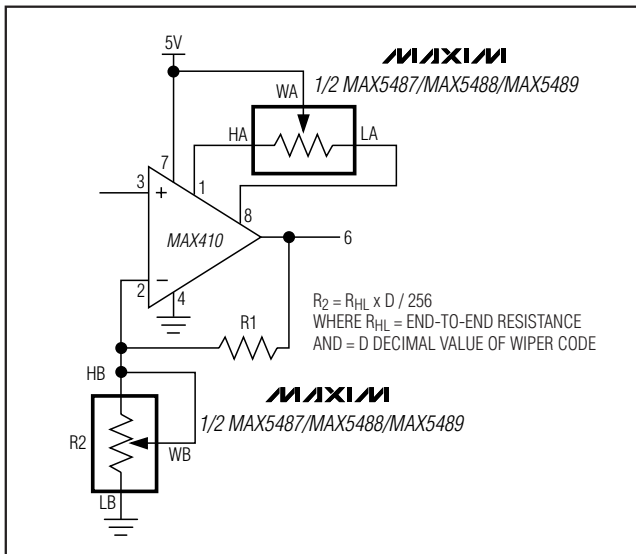 5V
MAXIM
1/2 MAX5487/MAX5488/MAX5489
WA
HA
LA
7
1
3
+
8
MAX410
6
2
−
4
R1
R₂ = R_HL x D / 256
WHERE R_HL = END-TO-END RESISTANCE
AND = D DECIMAL VALUE OF WIPER CODE
HB
MAXIM
1/2 MAX5487/MAX5488/MAX5489
R2
WB
LB